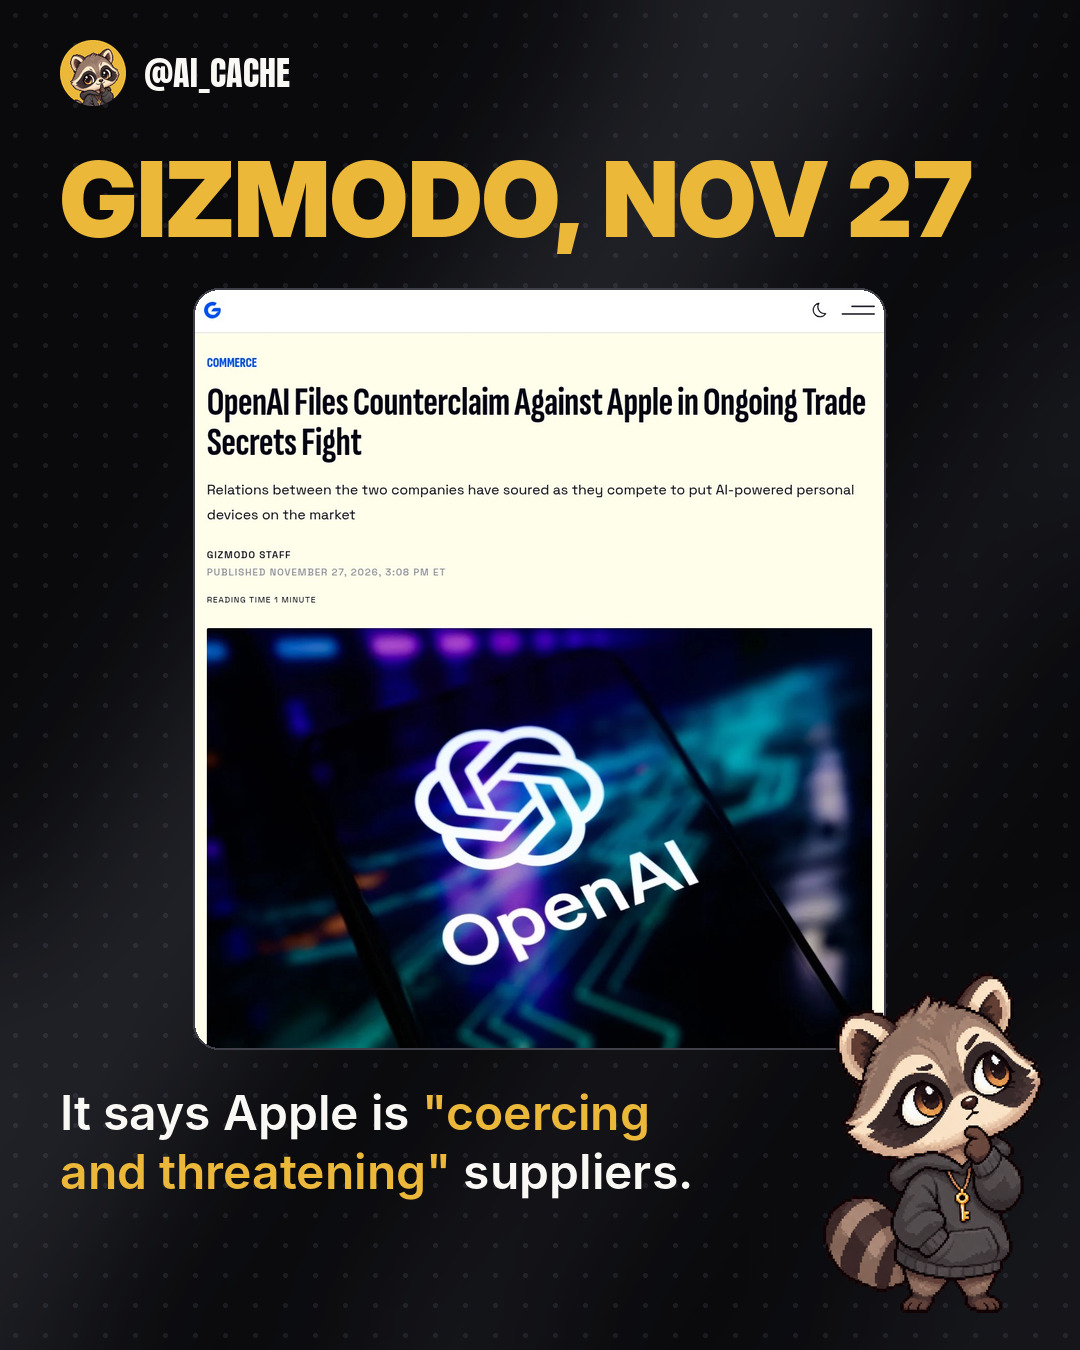 @AI_CACHE
GIZMODO, NOV 27
G
COMMERCE
OpenAI Files Counterclaim Against Apple in Ongoing Trade
Secrets Fight
Relations between the two companies have soured as they compete to put AI-powered personal
devices on the market
GIZMODO STAFF
PUBLISHED NOVEMBER 27, 2026, 3:08 PM ET
READING TIME 1 MINUTE
OpenAI
It says Apple is "coercing
and threatening" suppliers.